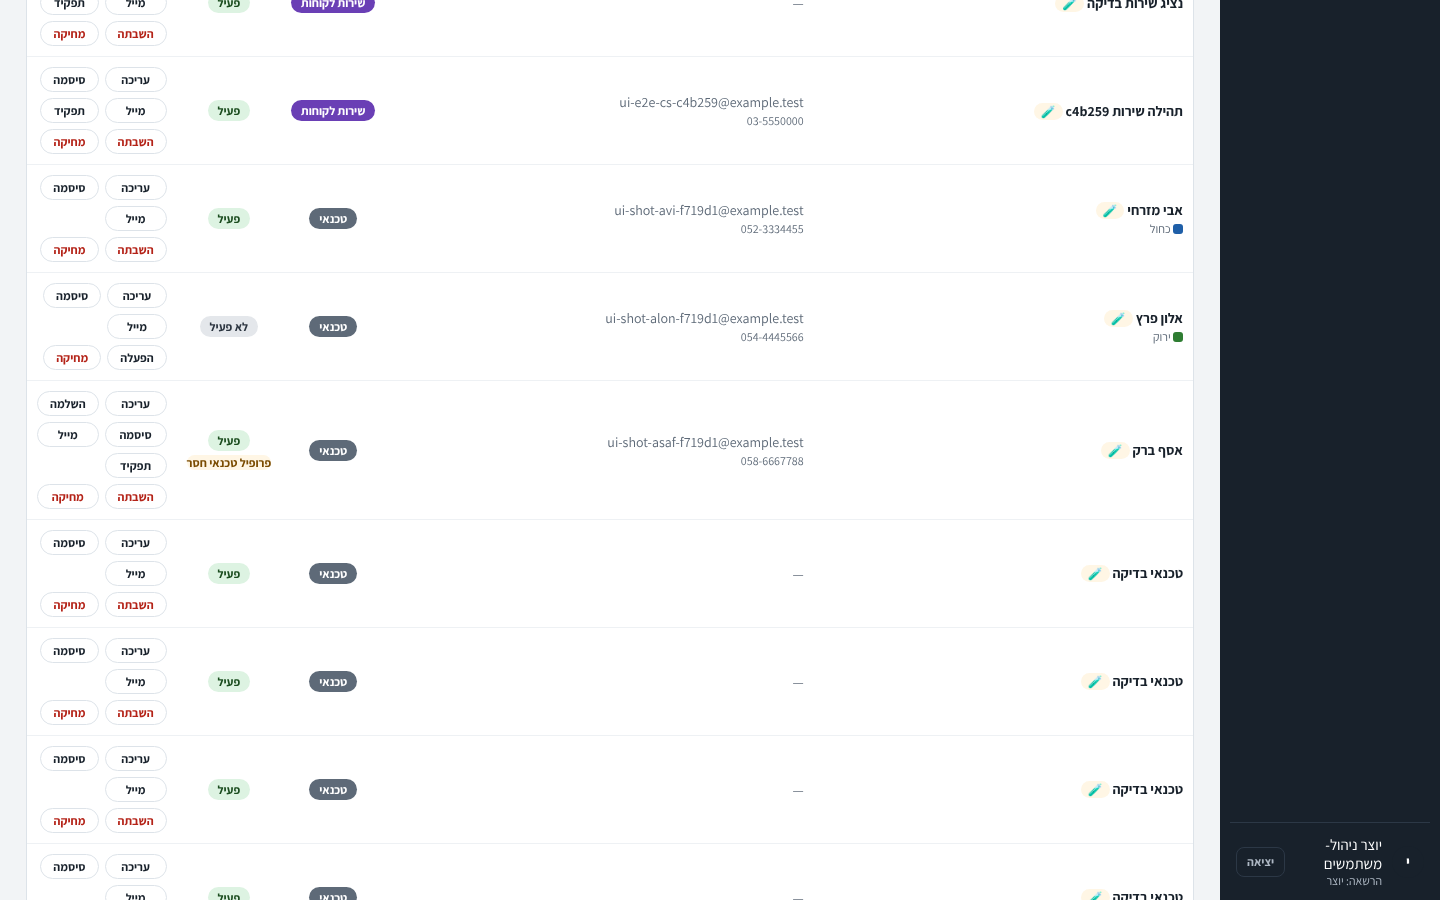 נציג שירות בדיקה 🧪
—
שירות לקוחות
פעיל
מייל
תפקיד
השבתה
מחיקה
תהילה שירות c4b259 🧪
ui-e2e-cs-c4b259@example.test
03-5550000
שירות לקוחות
פעיל
עריכה
סיסמה
מייל
תפקיד
השבתה
מחיקה
אבי מזרחי 🧪
כחול
ui-shot-avi-f719d1@example.test
052-3334455
טכנאי
פעיל
עריכה
סיסמה
מייל
השבתה
מחיקה
אלון פרץ 🧪
ירוק
ui-shot-alon-f719d1@example.test
054-4445566
טכנאי
לא פעיל
עריכה
סיסמה
מייל
הפעלה
מחיקה
אסף ברק 🧪
ui-shot-asaf-f719d1@example.test
058-6667788
טכנאי
פעיל
פרופיל טכנאי חסר
עריכה
השלמה
סיסמה
מייל
תפקיד
השבתה
מחיקה
טכנאי בדיקה 🧪
—
טכנאי
פעיל
עריכה
סיסמה
מייל
השבתה
מחיקה
טכנאי בדיקה 🧪
—
טכנאי
פעיל
עריכה
סיסמה
מייל
השבתה
מחיקה
טכנאי בדיקה 🧪
—
טכנאי
פעיל
עריכה
סיסמה
מייל
השבתה
מחיקה
טכנאי בדיקה 🧪
—
טכנאי
פעיל
עריכה
סיסמה
מייל
י
יוצר ניהול-
משתמשים
הרשאה: יוצר
יציאה